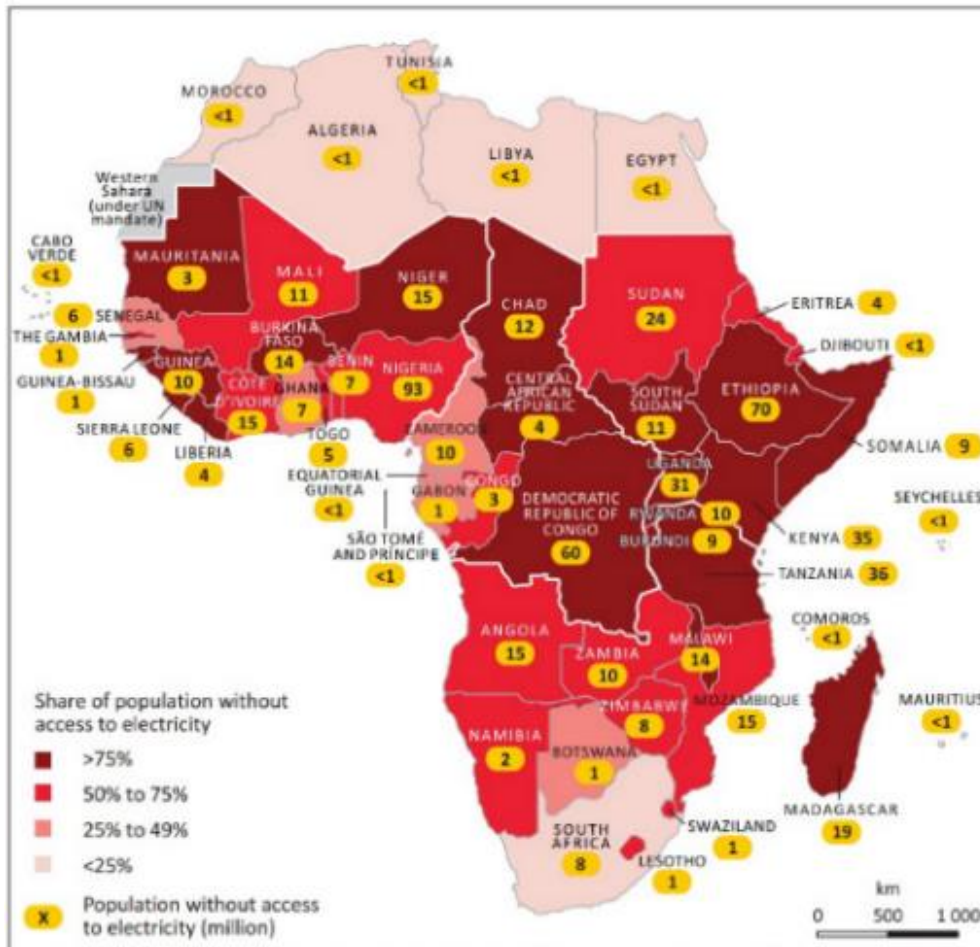 TUNISIA
<1
MOROCCO
<1
ALGERIA
<1
LIBYA
<1
EGYPT
<1
Western
Sahara
(under UN
mandate)
CABO
VERDE
<1
MAURITANIA
3
MALI
11
NIGER
15
CHAD
12
SUDAN
24
ERITREA 4
DJIBOUTI <1
6
SENEGAL
THE GAMBIA
1
GUINEA-BISSAU
1
GUINEA
10
SIERRA LEONE
6
LIBERIA
4
BURKINA
FASO
14
CÔTE
D'IVOIRE
15
GHANA
7
TOGO
5
BENIN
7
NIGERIA
93
CENTRAL
AFRICAN
REPUBLIC
4
SOUTH
SUDAN
11
ETHIOPIA
70
SOMALIA 9
CAMEROON
10
EQUATORIAL
GUINEA
<1
SÃO TOMÉ
AND PRÍNCIPE
<1
GABON
1
CONGO
3
DEMOCRATIC
REPUBLIC OF
CONGO
60
UGANDA
31
RWANDA 10
BURUNDI 9
KENYA 35
TANZANIA 36
SEYCHELLES
<1
COMOROS
<1
ANGOLA
15
ZAMBIA
10
MALAWI
14
MOZAMBIQUE
15
ZIMBABWE
8
MAURITIUS
<1
NAMIBIA
2
BOTSWANA
1
SOUTH
AFRICA
8
SWAZILAND
1
LESOTHO
1
MADAGASCAR
19
Share of population without
access to electricity
>75%
50% to 75%
25% to 49%
<25%
X Population without access
to electricity (million)
km
0 500 1 000